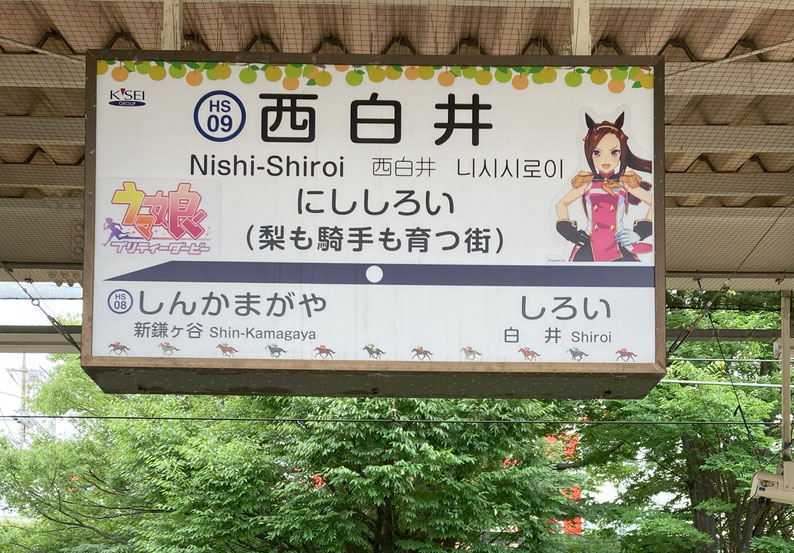 K'SEI
GROUP
HS
09
西白井
Nishi-Shiroi 西白井 니시시로이
にししろい
(梨も騎手も育つ街)
ウマ娘
プリティーダービー
HS
08
しんかまがや
しろい
新鎌ヶ谷 Shin-Kamagaya
白井 Shiroi